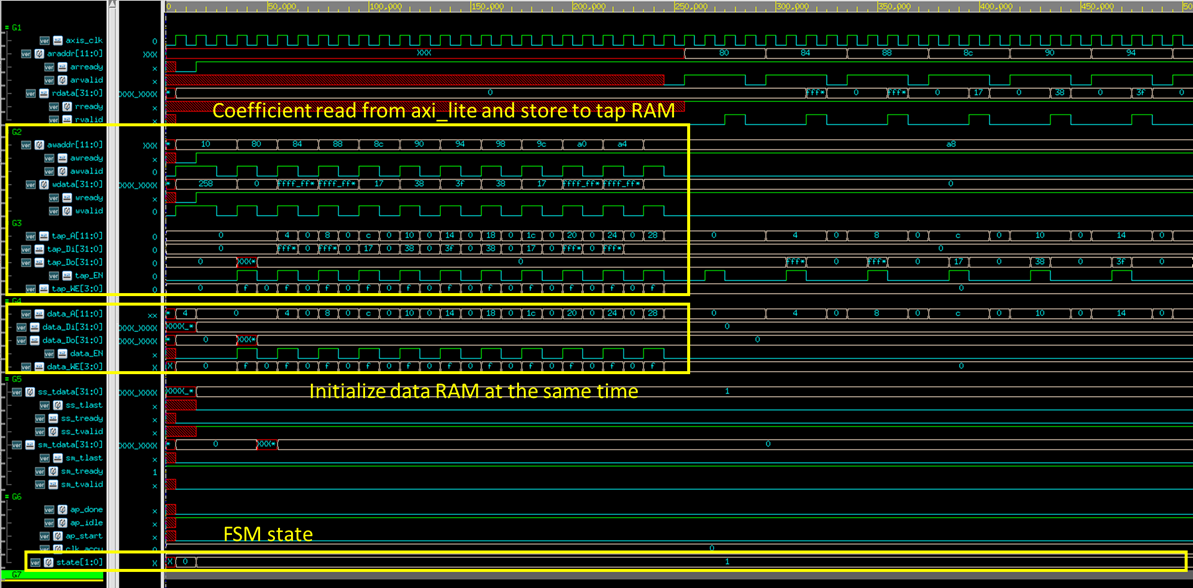 0 50,000 100,000 150,000 200,000 250,000 300,000 350,000 400,000 450,000
G1
axis_clk 0
araddr[11:0] XXX XXX 80 84 88 8c 90 94
arready x
arvalid x
rdata[31:0] XXX_XXXX * 0 fff* 0 fff* 0 17 0 38 0 3f 0
rready x
rvalid x
Coefficient read from axi_lite and store to tap RAM
G2
awaddr[11:0] XXX * 10 80 84 88 8c 90 94 98 9c a0 a4 a8
awready x
awvalid 0
wdata[31:0] XXX_XXXX * 258 0 ffff_ff* ffff_ff* 17 38 3f 38 17 ffff_ff* ffff_ff* 0
wready x
wvalid 0
G3
tap_A[11:0] 0 0 4 0 8 0 c 0 10 0 14 0 18 0 1c 0 20 0 24 0 28 0 4 0 8 0 c 0 10 0 14 0
tap_Di[31:0] 0 0 fff* 0 fff* 0 17 0 38 0 3f 0 38 0 17 0 fff* 0 fff* 0
tap_Do[31:0] x 0 XXX* 0 fff* 0 fff* 0 17 0 38 0 3f 0
tap_EN 0
tap_WE[3:0] 0 0 f 0 f 0 f 0 f 0 f 0 f 0 f 0 f 0 f 0 f 0 f 0
G4
data_A[11:0] xx * 4 0 4 0 8 0 c 0 10 0 14 0 18 0 1c 0 20 0 24 0 28 0 4 0 8 0 c 0 10 0 14 0
data_Di[31:0] XXX_XXXX XXXX_* 0
data_Do[31:0] XXX_XXXX * 0 XXX* 0
data_EN x
data_WE[3:0] X X 0 f 0 f 0 f 0 f 0 f 0 f 0 f 0 f 0 f 0 f 0 f 0
G5
Initialize data RAM at the same time
ss_tdata[31:0] XXX_XXXX XXXX_* 1
ss_tlast x
ss_tready x
ss_tvalid x
sm_tdata[31:0] XXX_XXXX * 0 XXX* 0
sm_tlast x
sm_tready 1
sm_tvalid x
G6
ap_done x
ap_idle x
ap_start x
FSM state
0
state[1:0] X X 0 1
G7